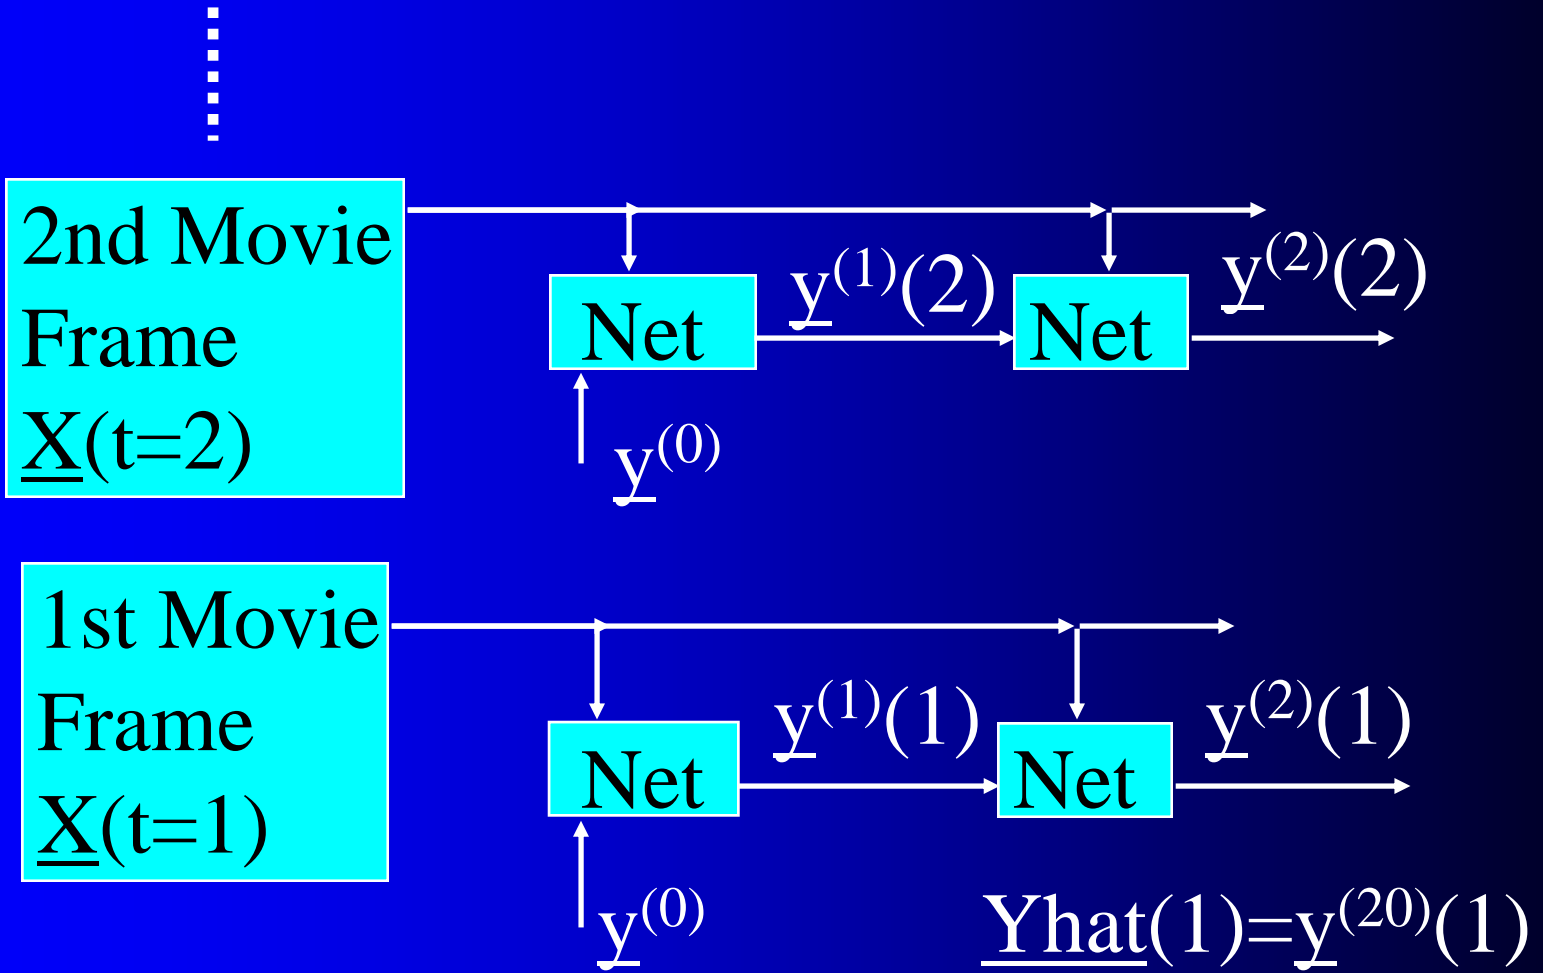 2nd Movie
Frame
X(t=2)
Net
y⁽¹⁾(2)
Net
y⁽²⁾(2)
y⁽⁰⁾
1st Movie
Frame
X(t=1)
Net
y⁽¹⁾(1)
Net
y⁽²⁾(1)
y⁽⁰⁾
Yhat(1)=y⁽²⁰⁾(1)